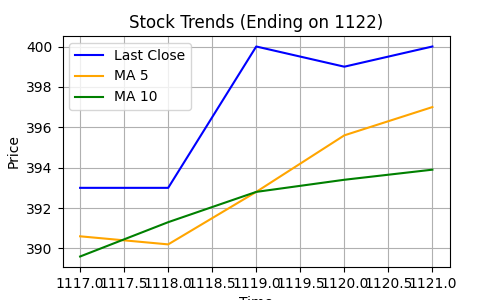 Stock Trends (Ending on 1122)
Last Close
MA 5
MA 10
Price
400
398
396
394
392
390
1117.0 1117.5 1118.0 1118.5 1119.0 1119.5 1120.0 1120.5 1121.0
Time